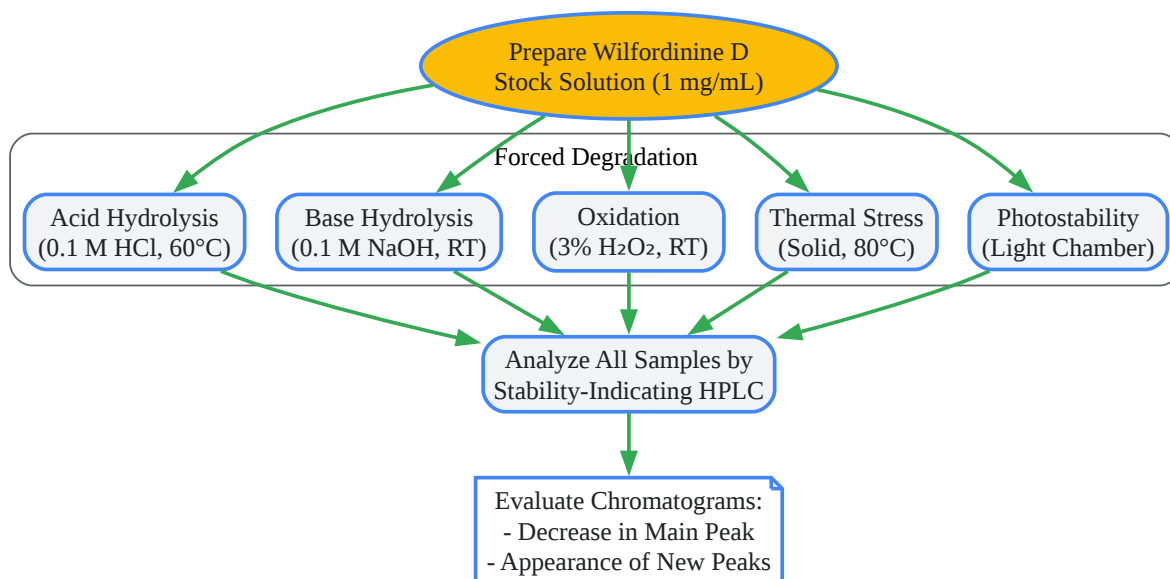 Prepare Wilfordinine D
Stock Solution (1 mg/mL)
Forced Degradation
Acid Hydrolysis
(0.1 M HCl, 60°C)
Base Hydrolysis
(0.1 M NaOH, RT)
Oxidation
(3% H₂O₂, RT)
Thermal Stress
(Solid, 80°C)
Photostability
(Light Chamber)
Analyze All Samples by
Stability-Indicating HPLC
Evaluate Chromatograms:
- Decrease in Main Peak
- Appearance of New Peaks